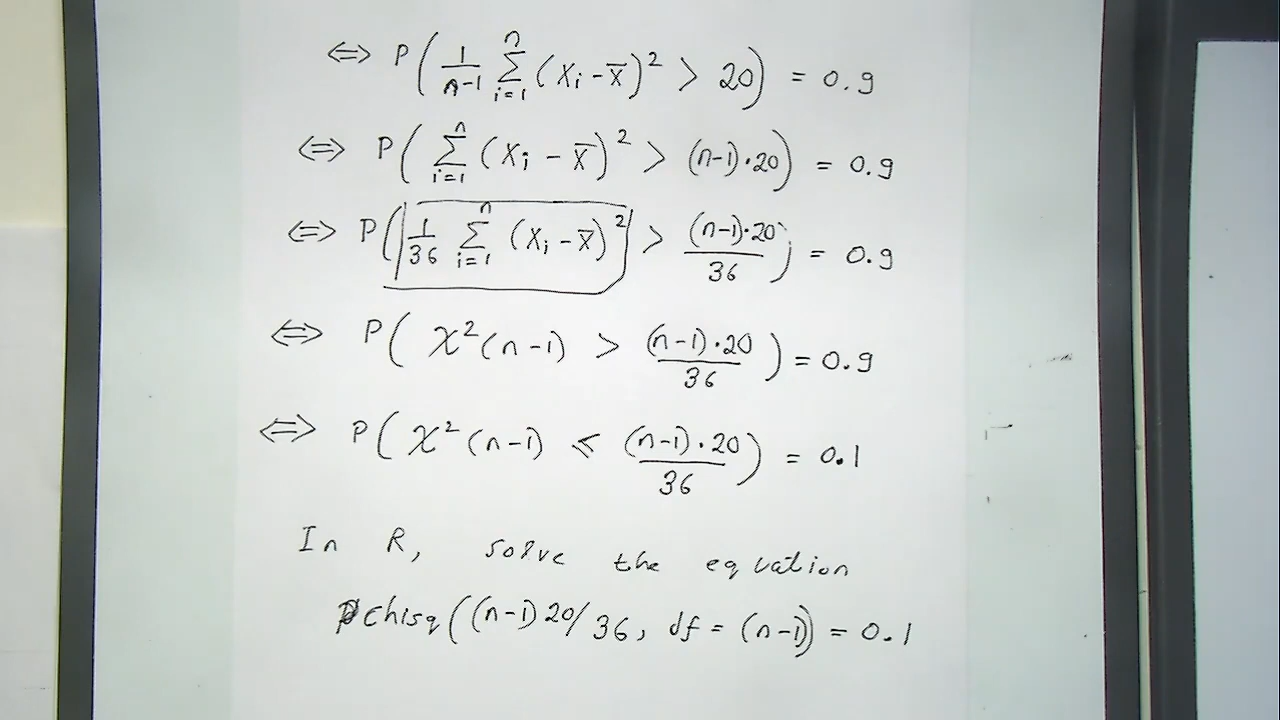 ⇔ P( 1/(n-1) Σ_{i=1}^{n} (X_i - X̄)² > 20) = 0.9
⇔ P( Σ_{i=1}^{n} (X_i - X̄)² > (n-1)·20) = 0.9
⇔ P( 1/36 Σ_{i=1}^{n} (X_i - X̄)² > (n-1)·20/36 ) = 0.9
⇔ P( χ²(n-1) > (n-1)·20/36 ) = 0.9
⇔ P( χ²(n-1) ≤ (n-1)·20/36 ) = 0.1
In R, solve the equation
pchisq((n-1)20/36, df = (n-1)) = 0.1